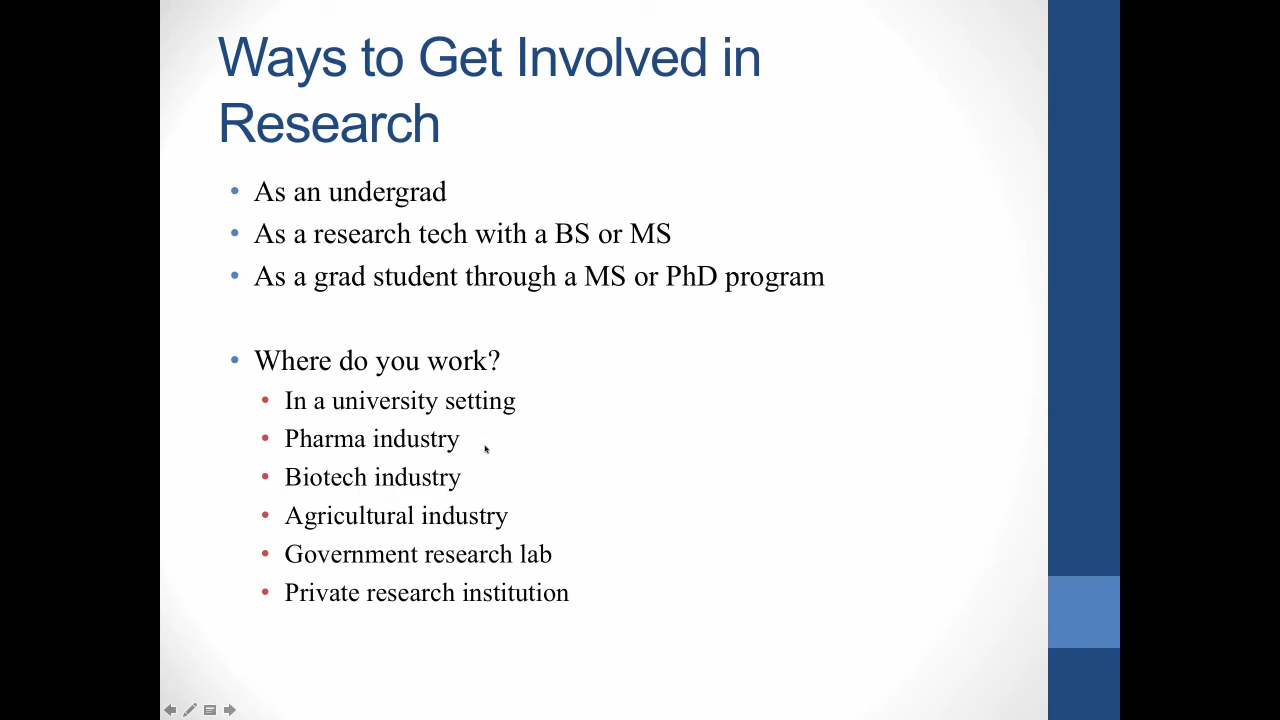 Ways to Get Involved in
Research
• As an undergrad
• As a research tech with a BS or MS
• As a grad student through a MS or PhD program
• Where do you work?
• In a university setting
• Pharma industry
• Biotech industry
• Agricultural industry
• Government research lab
• Private research institution